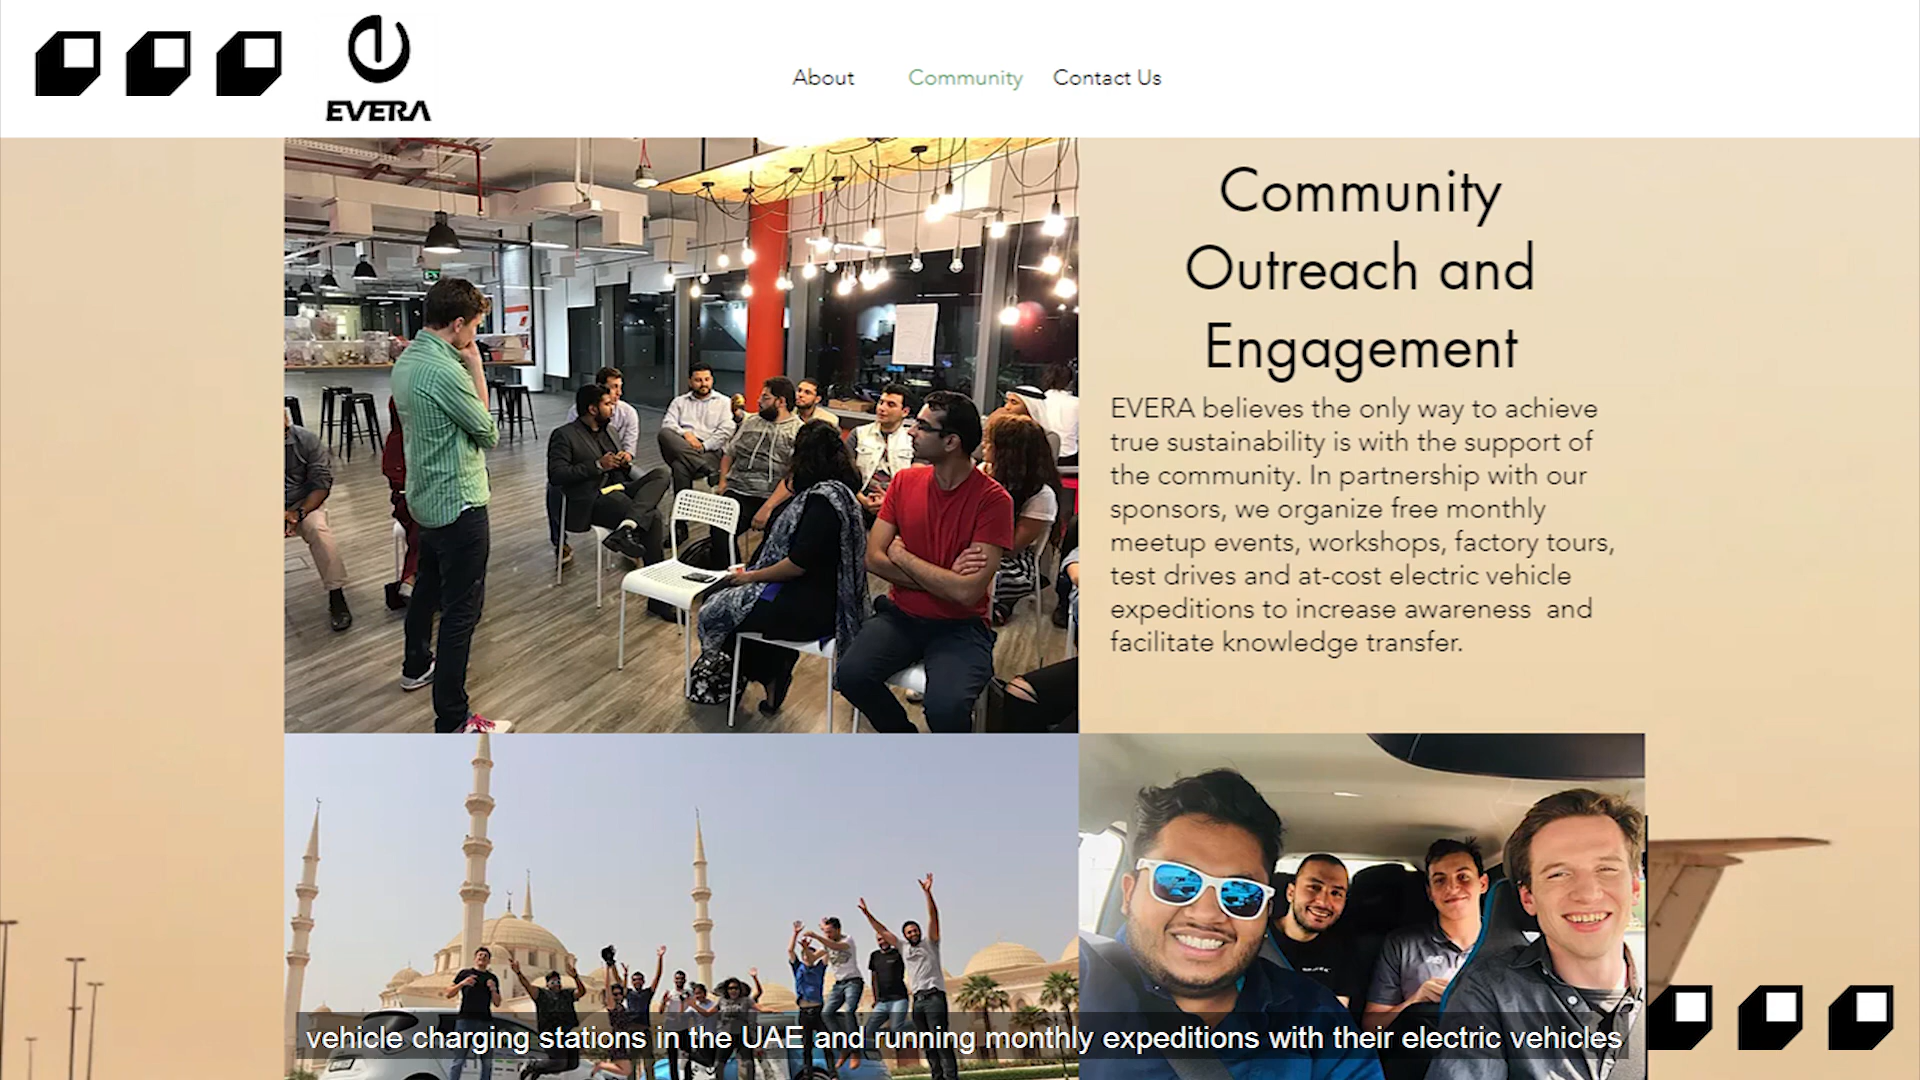 EVERA
About
Community
Contact Us
Community
Outreach and
Engagement
EVERA believes the only way to achieve
true sustainability is with the support of
the community. In partnership with our
sponsors, we organize free monthly
meetup events, workshops, factory tours,
test drives and at-cost electric vehicle
expeditions to increase awareness and
facilitate knowledge transfer.
vehicle charging stations in the UAE and running monthly expeditions with their electric vehicles